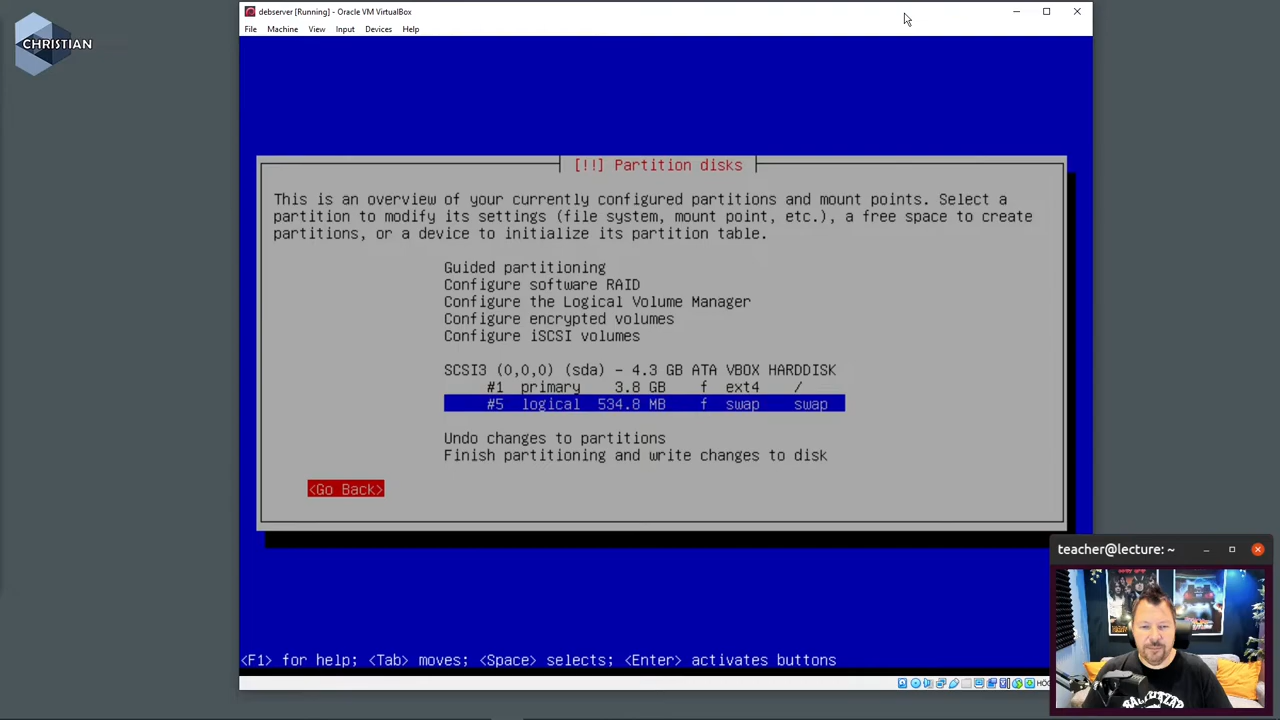 debserver [Running] - Oracle VM VirtualBox
File Machine View Input Devices Help
CHRISTIAN
[!!] Partition disks
This is an overview of your currently configured partitions and mount points. Select a
partition to modify its settings (file system, mount point, etc.), a free space to create
partitions, or a device to initialize its partition table.
Guided partitioning
Configure software RAID
Configure the Logical Volume Manager
Configure encrypted volumes
Configure iSCSI volumes
SCSI3 (0,0,0) (sda) - 4.3 GB ATA VBOX HARDDISK
#1 primary 3.8 GB f ext4 /
#5 logical 534.8 MB f swap swap
Undo changes to partitions
Finish partitioning and write changes to disk
<Go Back>
<F1> for help; <Tab> moves; <Space> selects; <Enter> activates buttons
teacher@lecture: ~